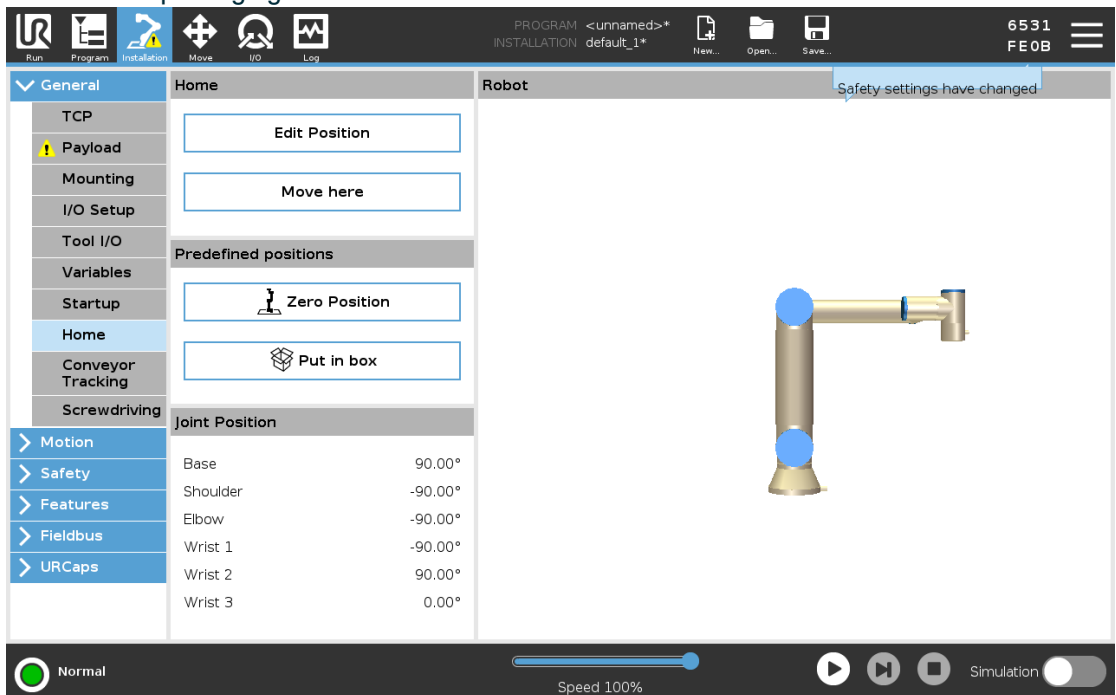 PROGRAM <unnamed>*
INSTALLATION default_1*
New...
Open...
Save...
6531
FE0B
UR
Run
Program
Installation
Move
I/O
Log
General
TCP
Payload
Mounting
I/O Setup
Tool I/O
Variables
Startup
Home
Conveyor
Tracking
Screwdriving
Motion
Safety
Features
Fieldbus
URCaps
Home
Edit Position
Move here
Predefined positions
Zero Position
Put in box
Joint Position
Base 90.00°
Shoulder -90.00°
Elbow -90.00°
Wrist 1 -90.00°
Wrist 2 90.00°
Wrist 3 0.00°
Robot
Safety settings have changed
Normal
Speed 100%
Simulation